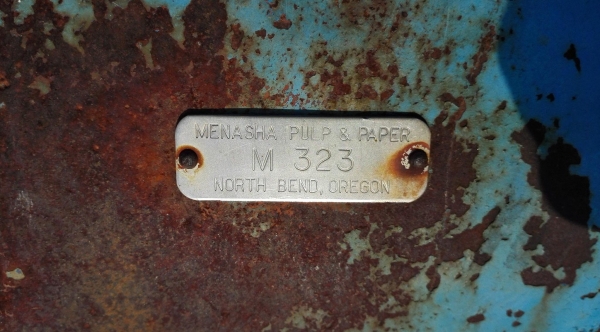 MENASHA PULP & PAPER
M 323
NORTH BEND, OREGON